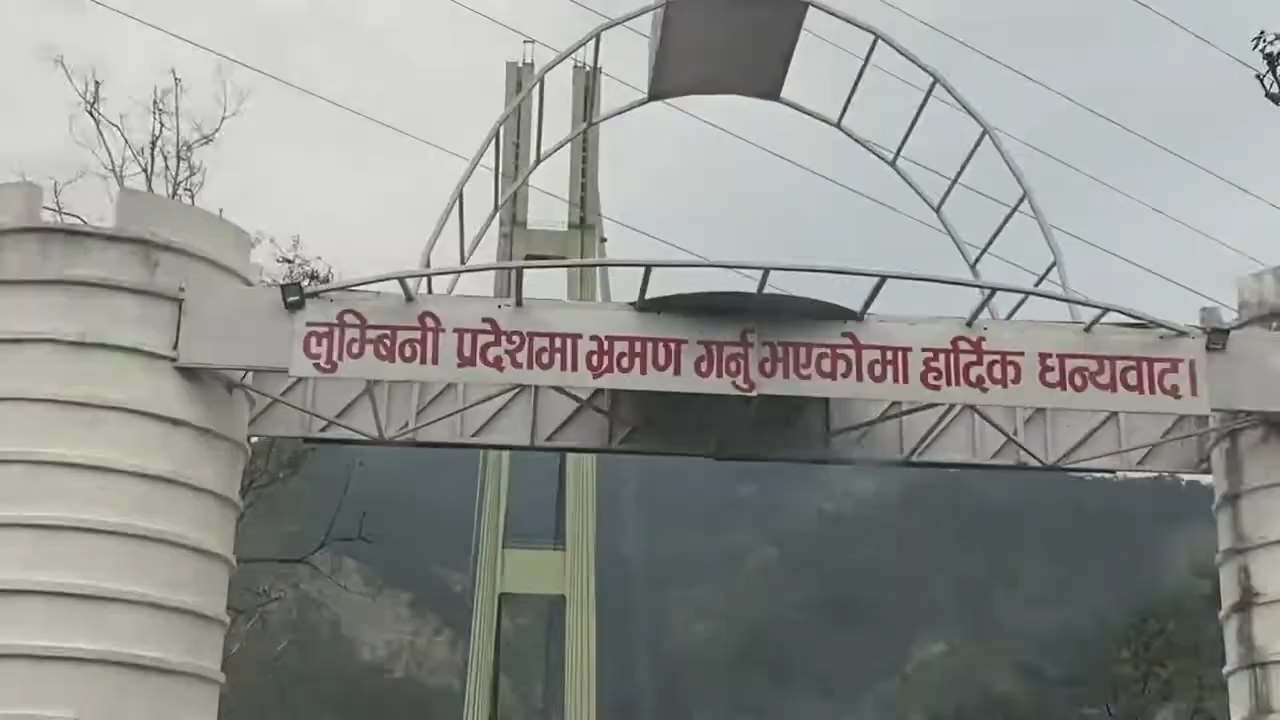 लुम्बिनी प्रदेशमा भ्रमण गर्नु भएकोमा हार्दिक धन्यवाद।